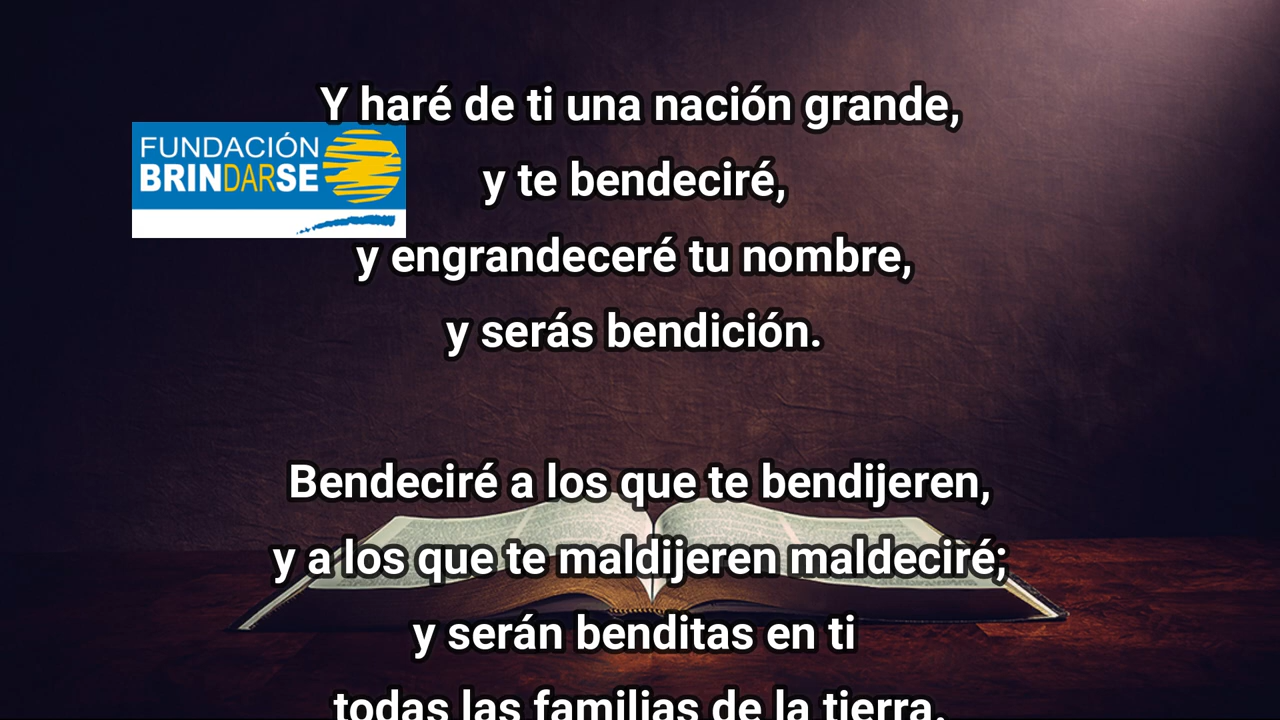 Y haré de ti una nación grande,
FUNDACIÓN
BRINDARSE
y te bendeciré,
y engrandeceré tu nombre,
y serás bendición.
Bendeciré a los que te bendijeren,
y a los que te maldijeren maldeciré;
y serán benditas en ti
todas las familias de la tierra.